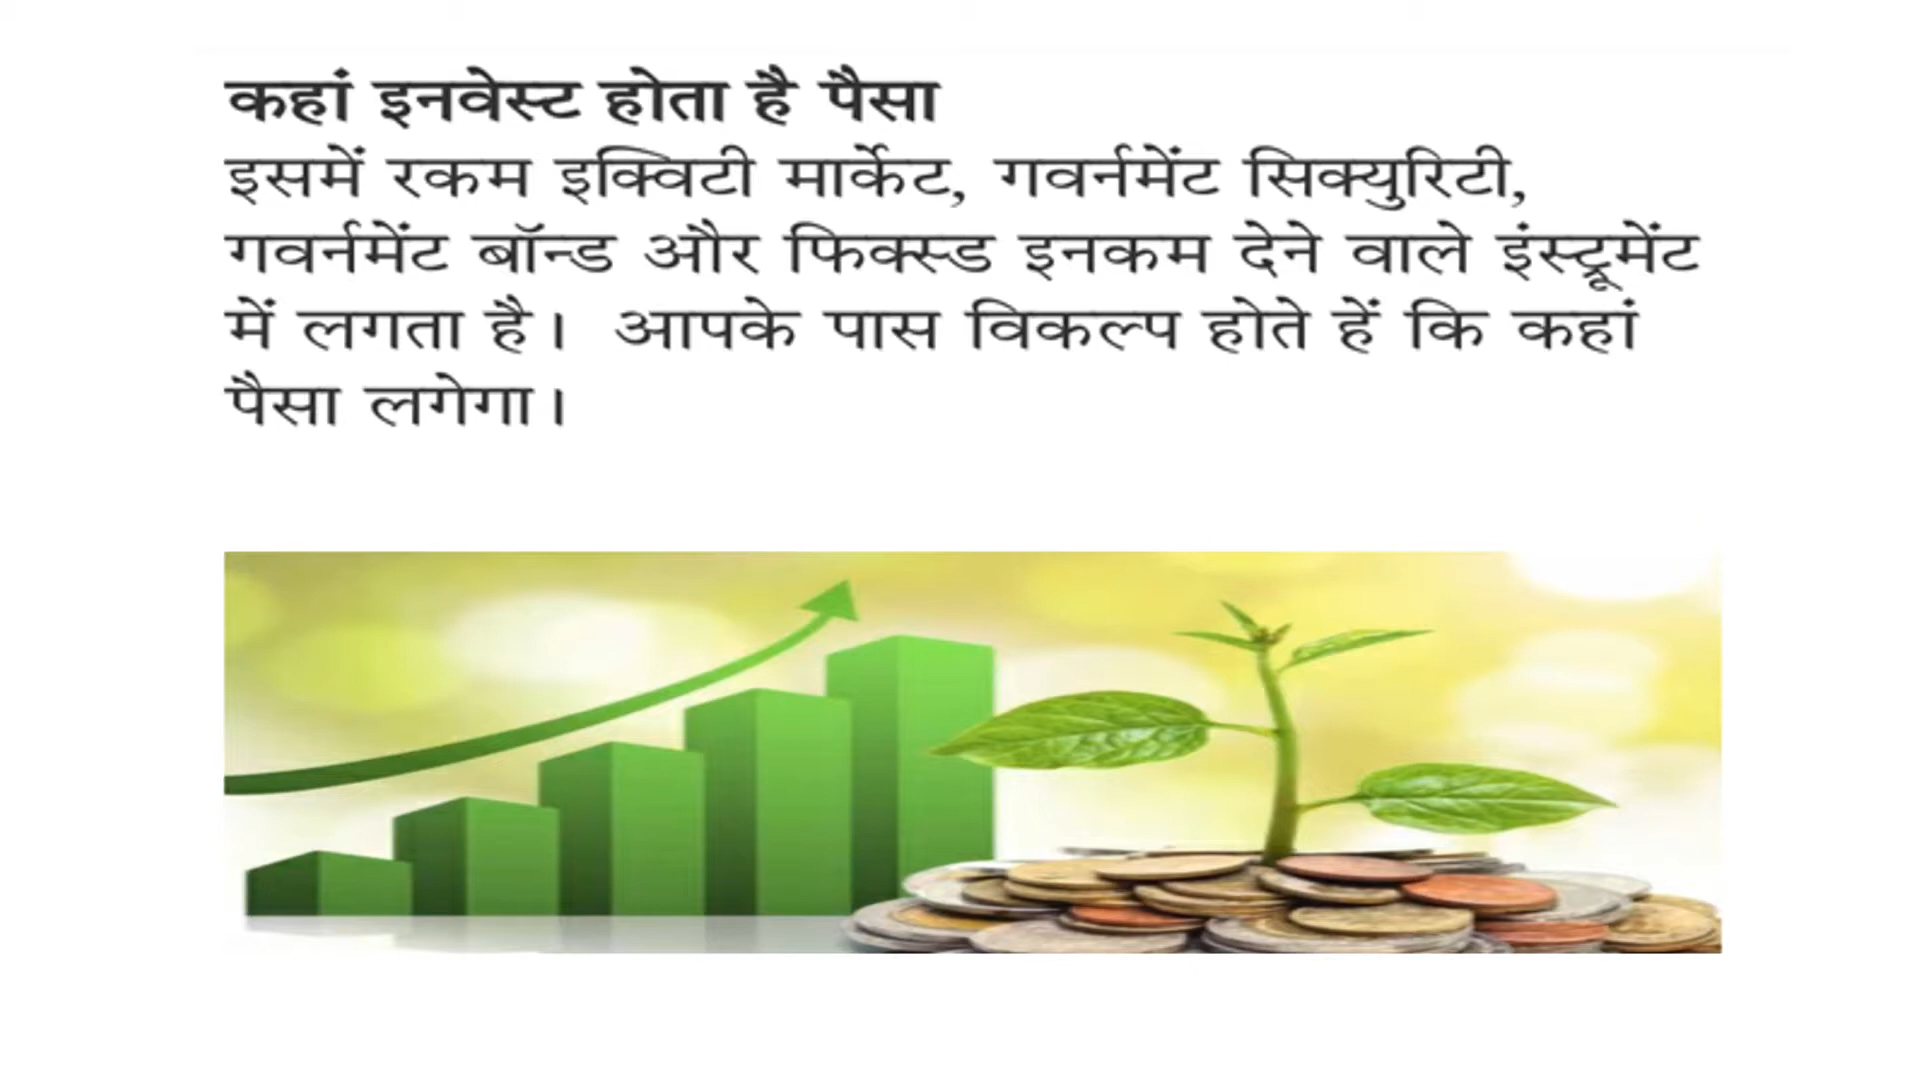 कहां इनवेस्ट होता है पैसा
इसमें रकम इक्विटी मार्केट, गवर्नमेंट सिक्युरिटी,
गवर्नमेंट बॉन्ड और फिक्स्ड इनकम देने वाले इंस्ट्रूमेंट
में लगता है। आपके पास विकल्प होते हें कि कहां
पैसा लगेगा।